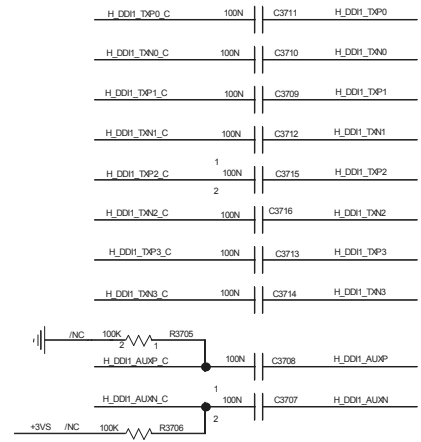 H_DDI1_TXP0_C 100N C3711 H_DDI1_TXP0
H_DDI1_TXN0_C 100N C3710 H_DDI1_TXN0
H_DDI1_TXP1_C 100N C3709 H_DDI1_TXP1
H_DDI1_TXN1_C 100N C3712 H_DDI1_TXN1
1
H_DDI1_TXP2_C 100N C3715 H_DDI1_TXP2
2
H_DDI1_TXN2_C 100N C3716 H_DDI1_TXN2
H_DDI1_TXP3_C 100N C3713 H_DDI1_TXP3
H_DDI1_TXN3_C 100N C3714 H_DDI1_TXN3
/NC 100K R3705
2 1
H_DDI1_AUXP_C 100N C3708 H_DDI1_AUXP
1
H_DDI1_AUXN_C 100N C3707 H_DDI1_AUXN
2
+3VS /NC 100K R3706